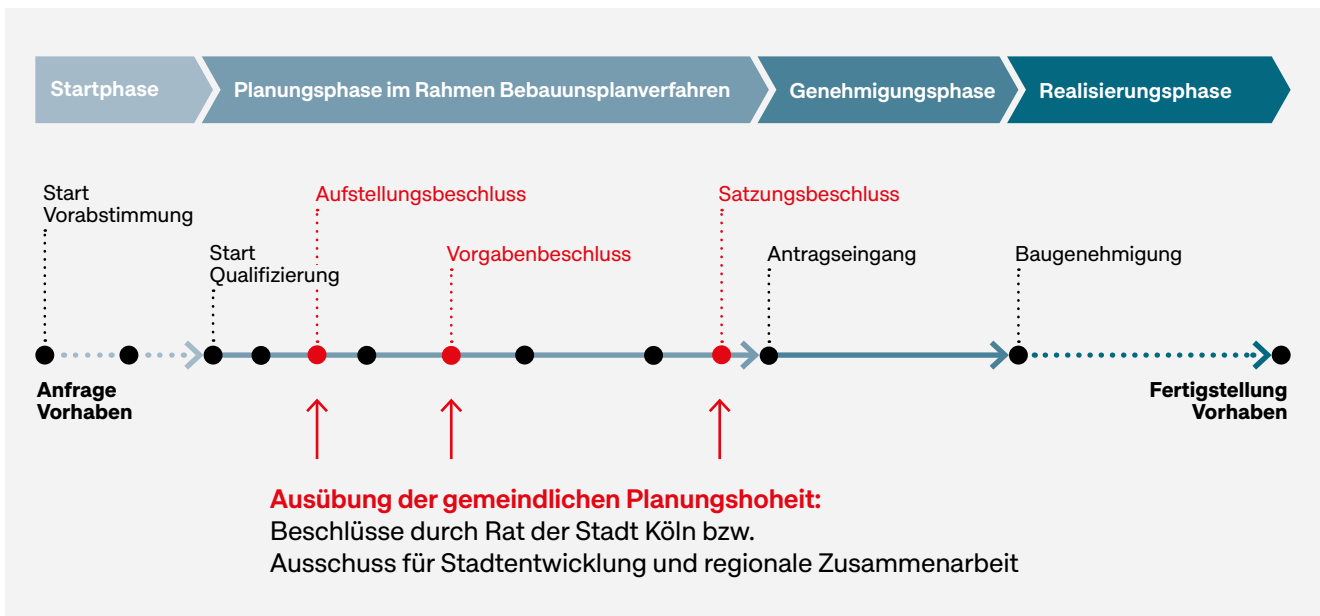 Startphase
Planungsphase im Rahmen Bebauunsplanverfahren
Genehmigungsphase
Realisierungsphase
Start
Vorabstimmung
Aufstellungsbeschluss
Satzungsbeschluss
Start
Qualifizierung
Vorgabenbeschluss
Antragseingang
Baugenehmigung
Anfrage
Vorhaben
Fertigstellung
Vorhaben
Ausübung der gemeindlichen Planungshoheit:
Beschlüsse durch Rat der Stadt Köln bzw.
Ausschuss für Stadtentwicklung und regionale Zusammenarbeit